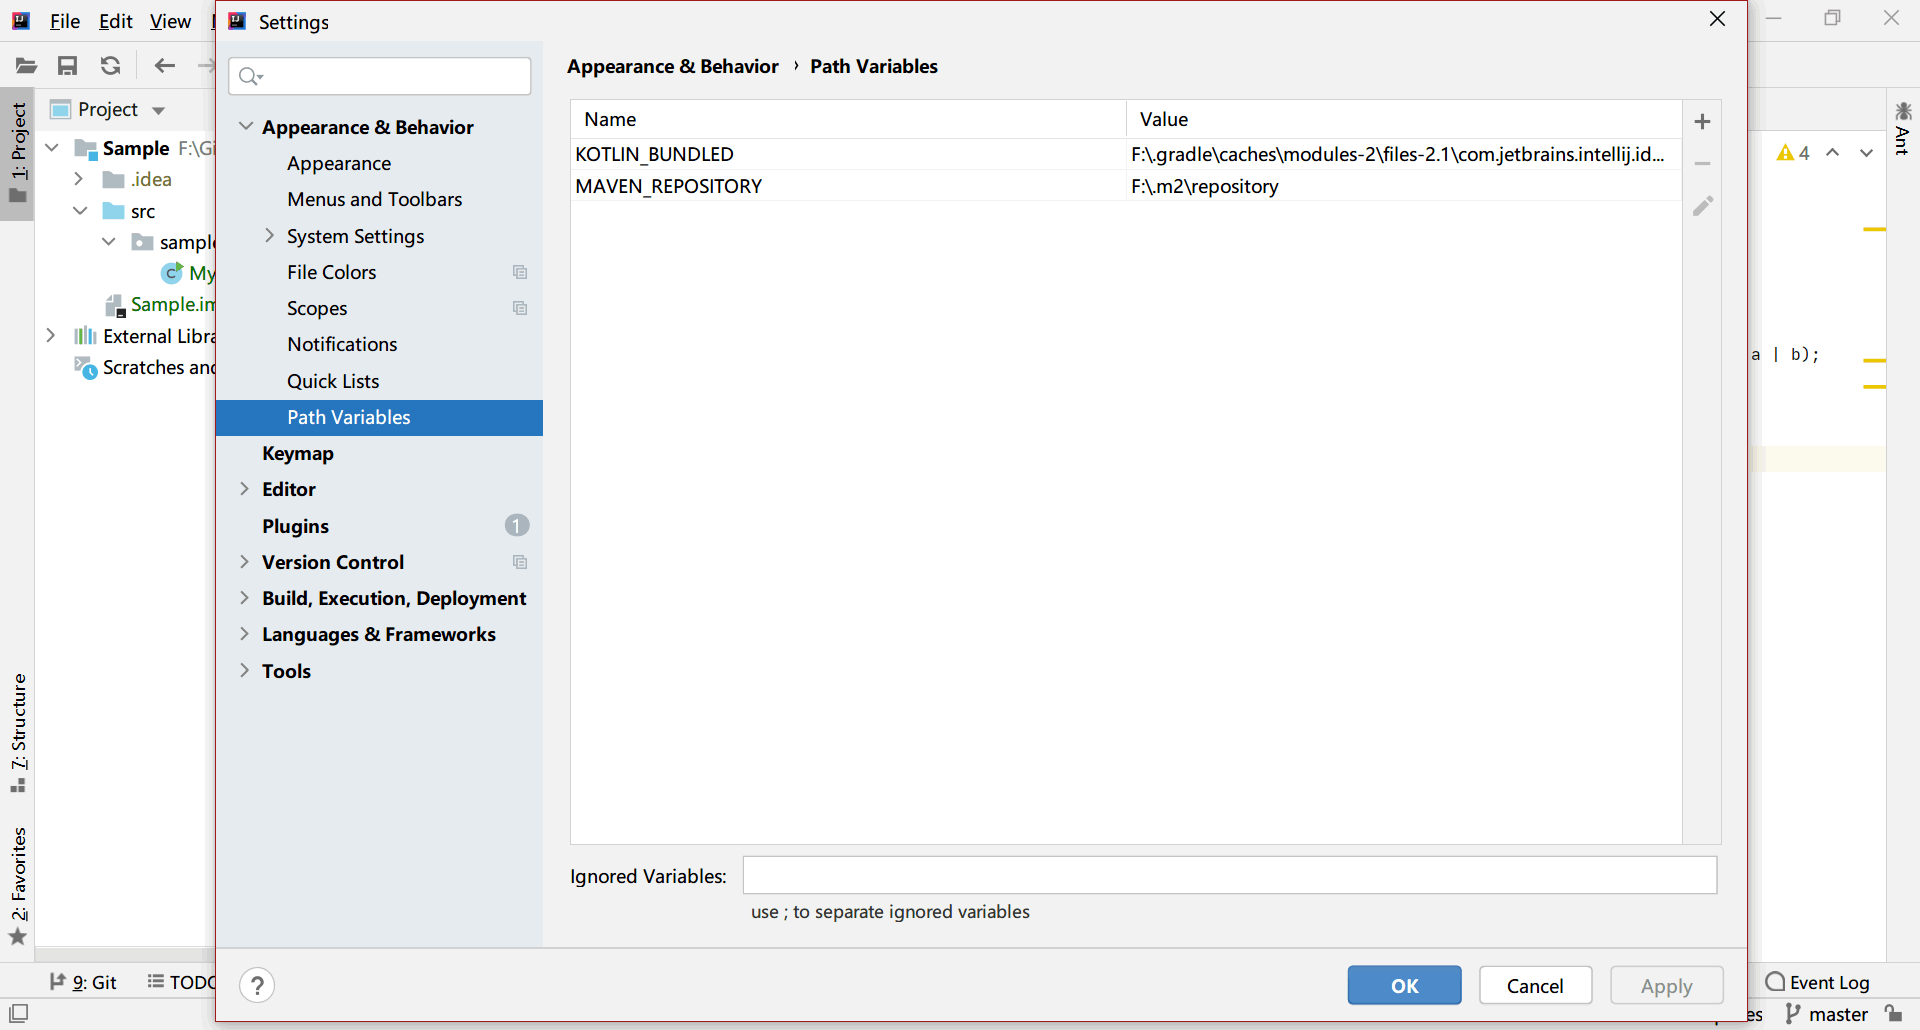 File Edit View
Settings
Appearance & Behavior › Path Variables
Project
1: Project
Sample F:\Gi
.idea
src
sample
My
Sample.im
External Libra
Scratches and
7: Structure
2: Favorites
Appearance & Behavior
Appearance
Menus and Toolbars
System Settings
File Colors
Scopes
Notifications
Quick Lists
Path Variables
Keymap
Editor
Plugins 1
Version Control
Build, Execution, Deployment
Languages & Frameworks
Tools
Name Value
KOTLIN_BUNDLED F:\.gradle\caches\modules-2\files-2.1\com.jetbrains.intellij.id...
MAVEN_REPOSITORY F:\.m2\repository
Ignored Variables:
use ; to separate ignored variables
? OK Cancel Apply
4
Ant
a | b);
9: Git TODO
Event Log
es master